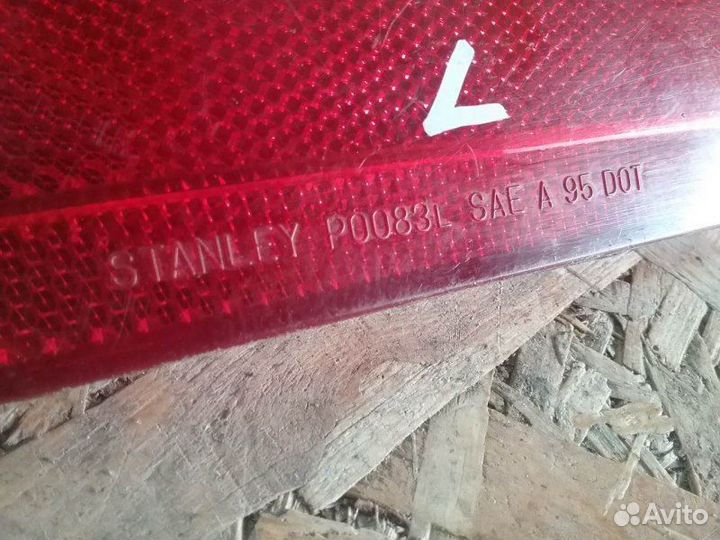 STANLEY P0083L SAE A 95 DOT
Avito